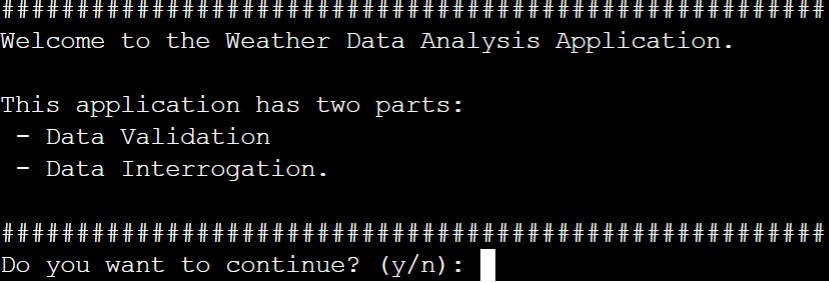 #######################################################
Welcome to the Weather Data Analysis Application.
This application has two parts:
- Data Validation
- Data Interrogation.
#######################################################
Do you want to continue? (y/n):